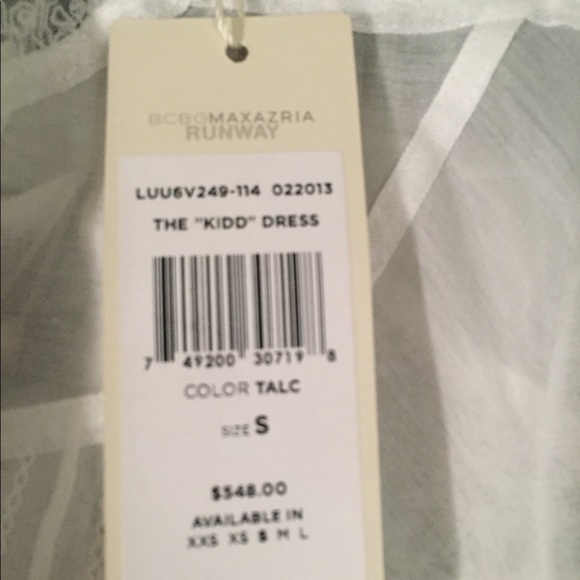 BCBGMAXAZRIA
RUNWAY
LUU6V249-114 022013
THE "KIDD" DRESS
7 49200 30719 8
COLOR TALC
SIZE S
$548.00
AVAILABLE IN
XXS XS S M L